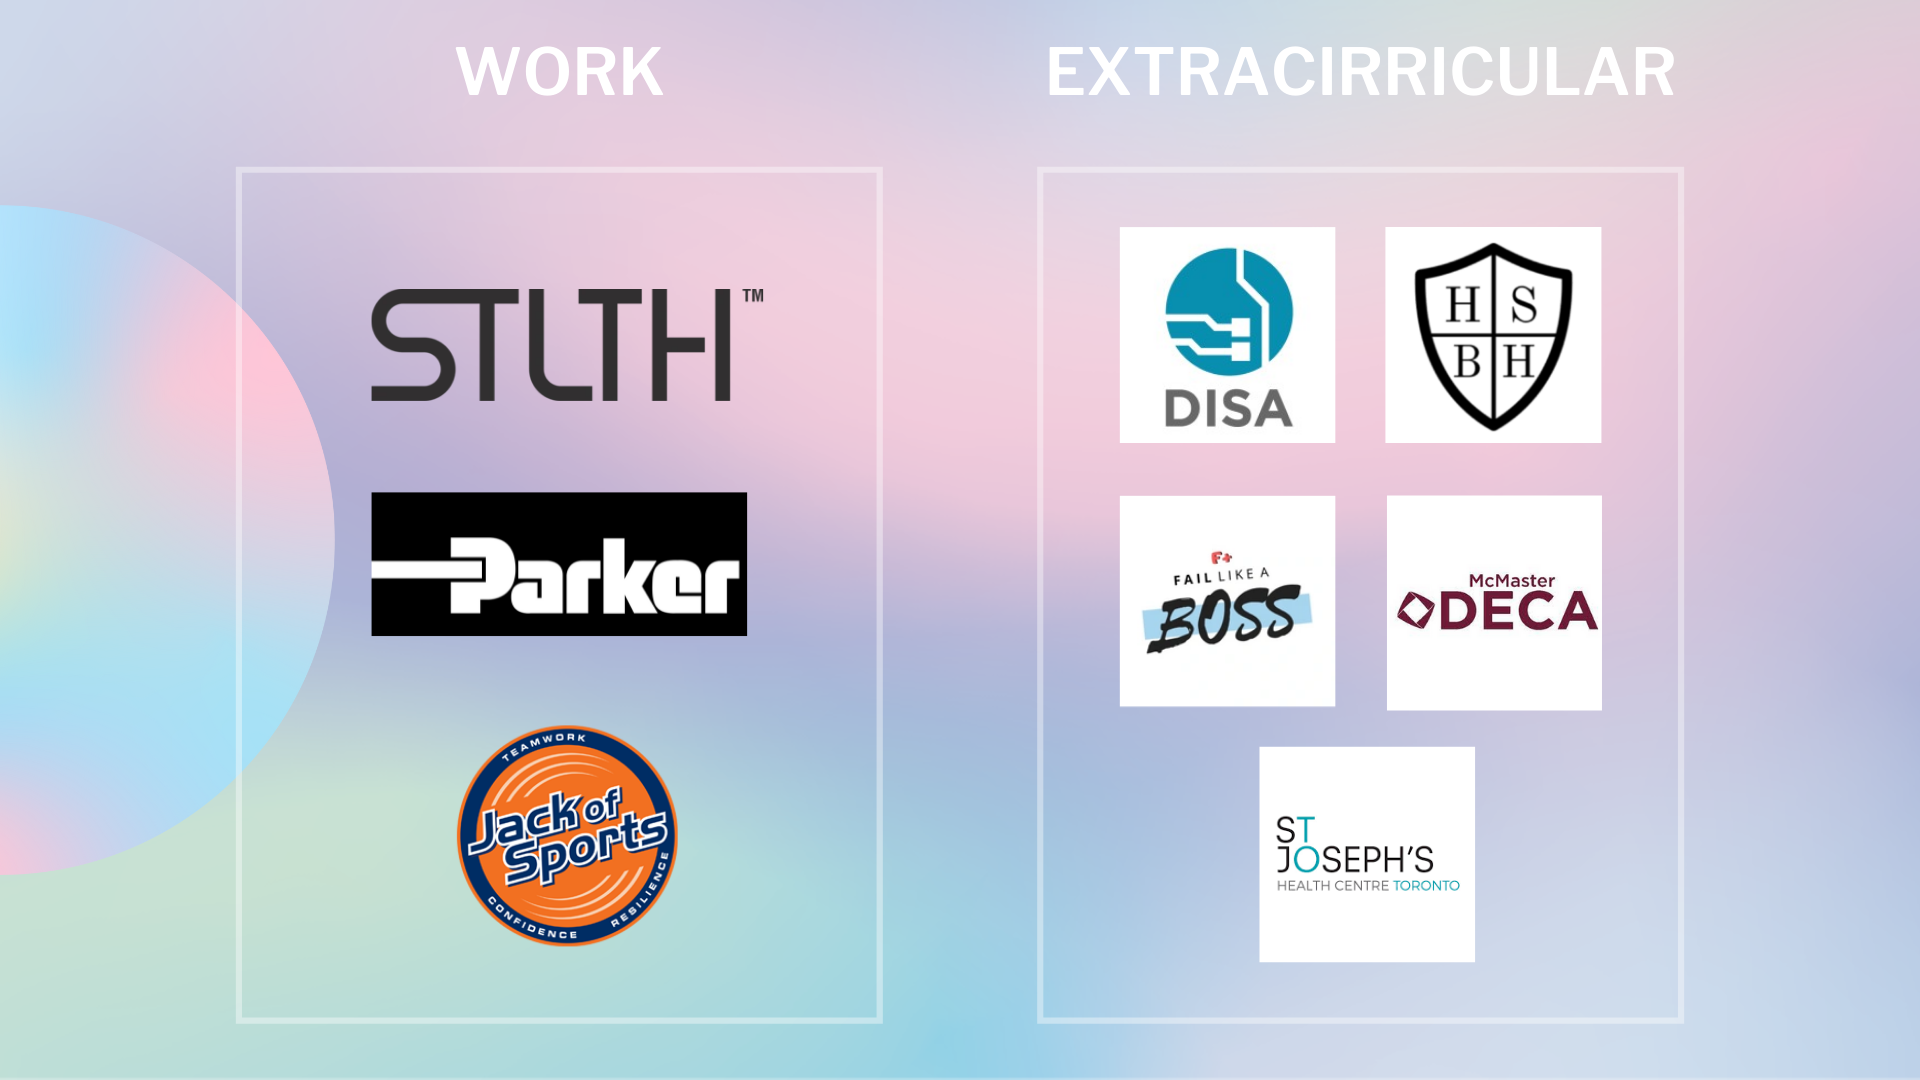 WORK
STLTH™
Parker
TEAMWORK
Jack of
Sports
CONFIDENCE
RESILIENCE
EXTRACIRRICULAR
DISA
H S
B H
F+
FAIL LIKE A
BOSS
McMaster
DECA
ST
JOSEPH'S
HEALTH CENTRE TORONTO